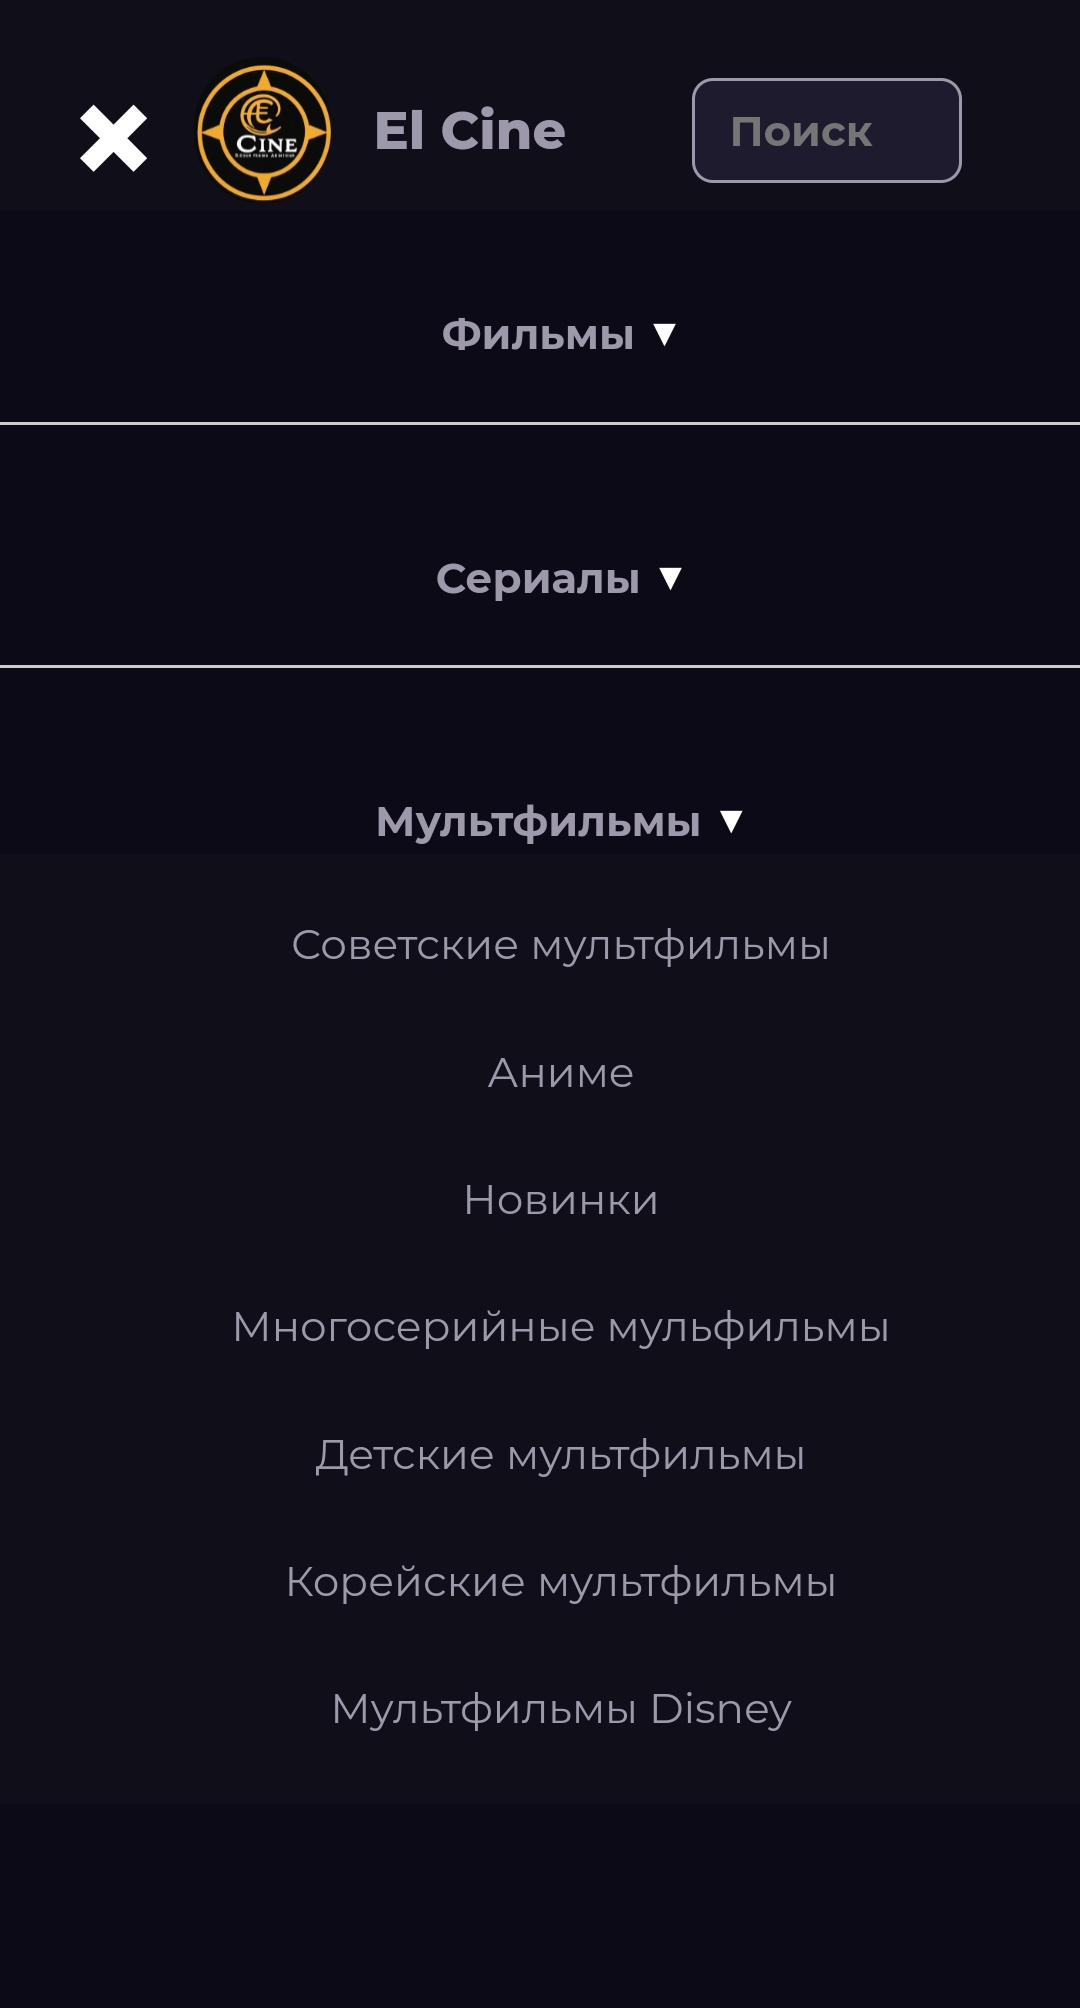 CINE
El Cine
Поиск
Фильмы ▼
Сериалы ▼
Мультфильмы ▼
Советские мультфильмы
Аниме
Новинки
Многосерийные мульфильмы
Детские мультфильмы
Корейские мультфильмы
Мультфильмы Disney